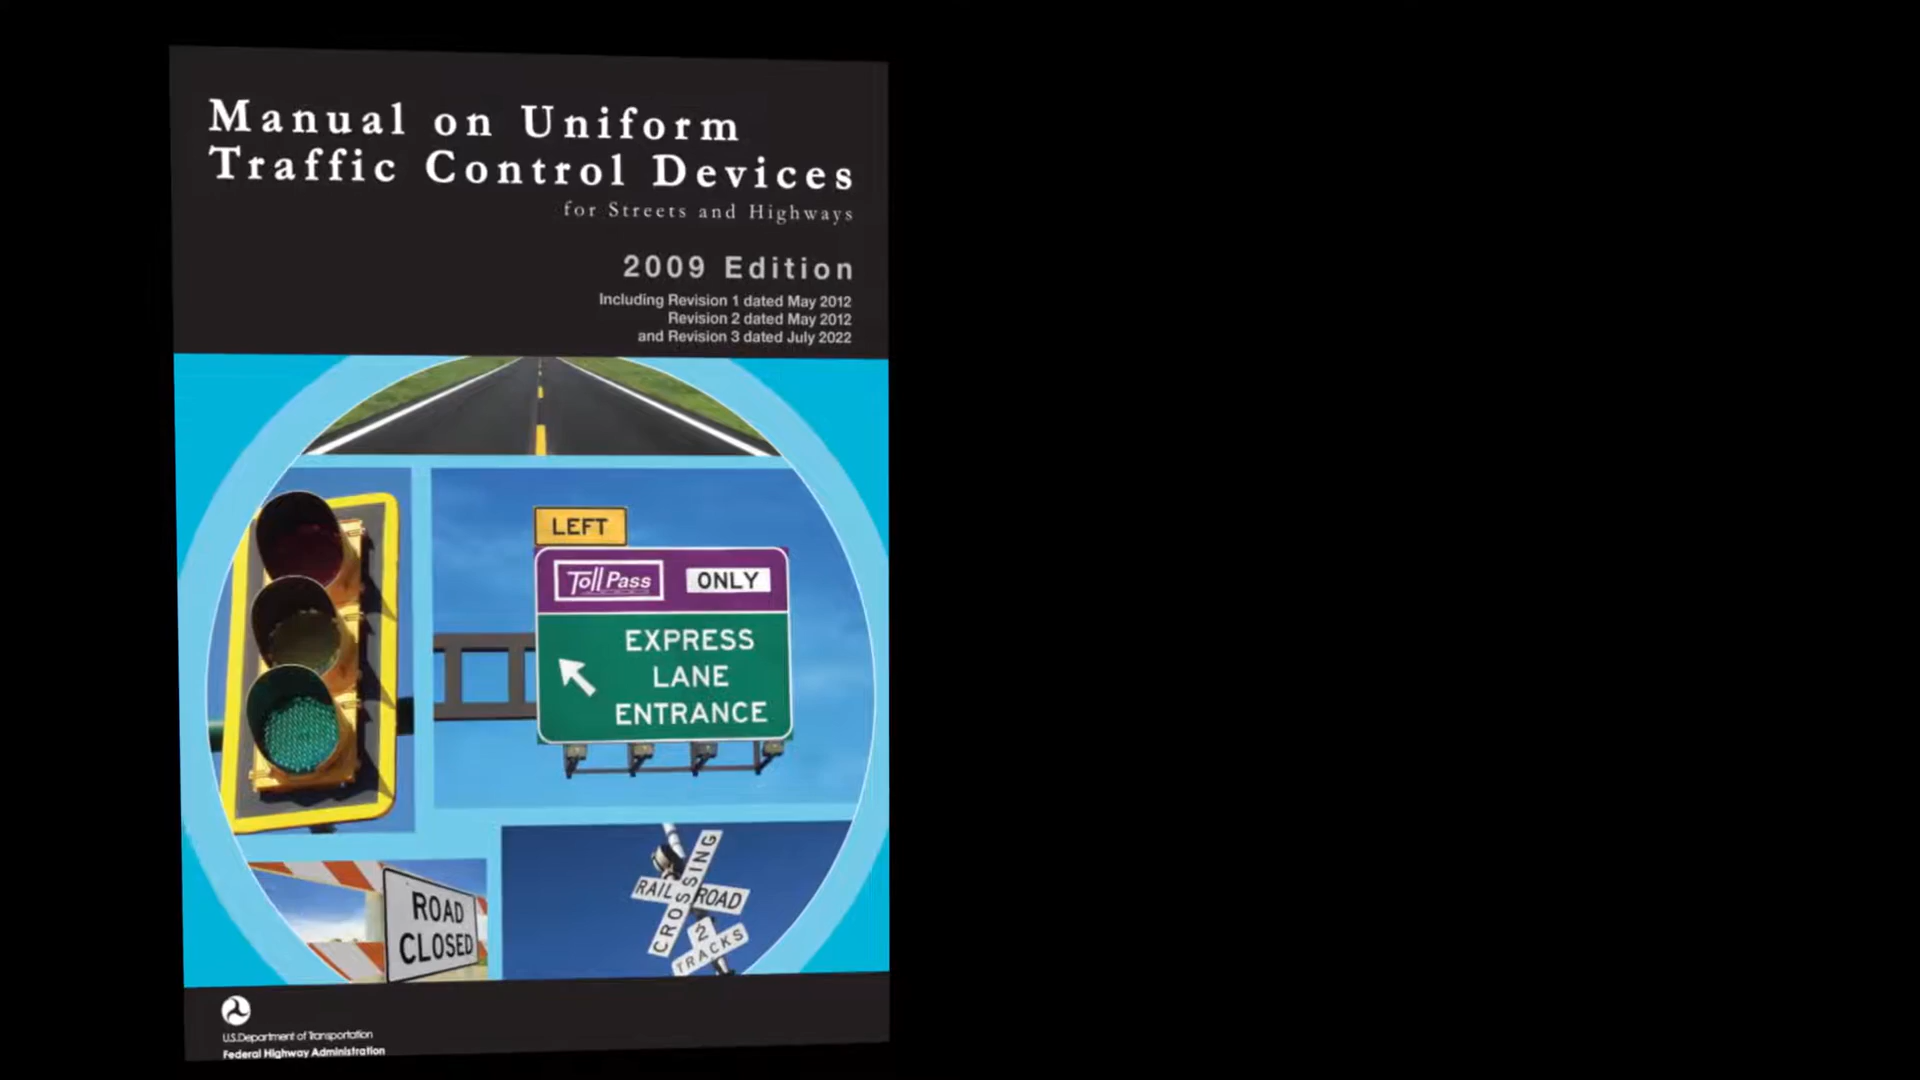 Manual on Uniform
Traffic Control Devices
for Streets and Highways
2009 Edition
Including Revision 1 dated May 2012
Revision 2 dated May 2012
and Revision 3 dated July 2022
LEFT
Toll Pass ONLY
EXPRESS
LANE
ENTRANCE
ROAD
CLOSED
RAILROAD
CROSSING
2
TRACKS
U.S. Department of Transportation
Federal Highway Administration